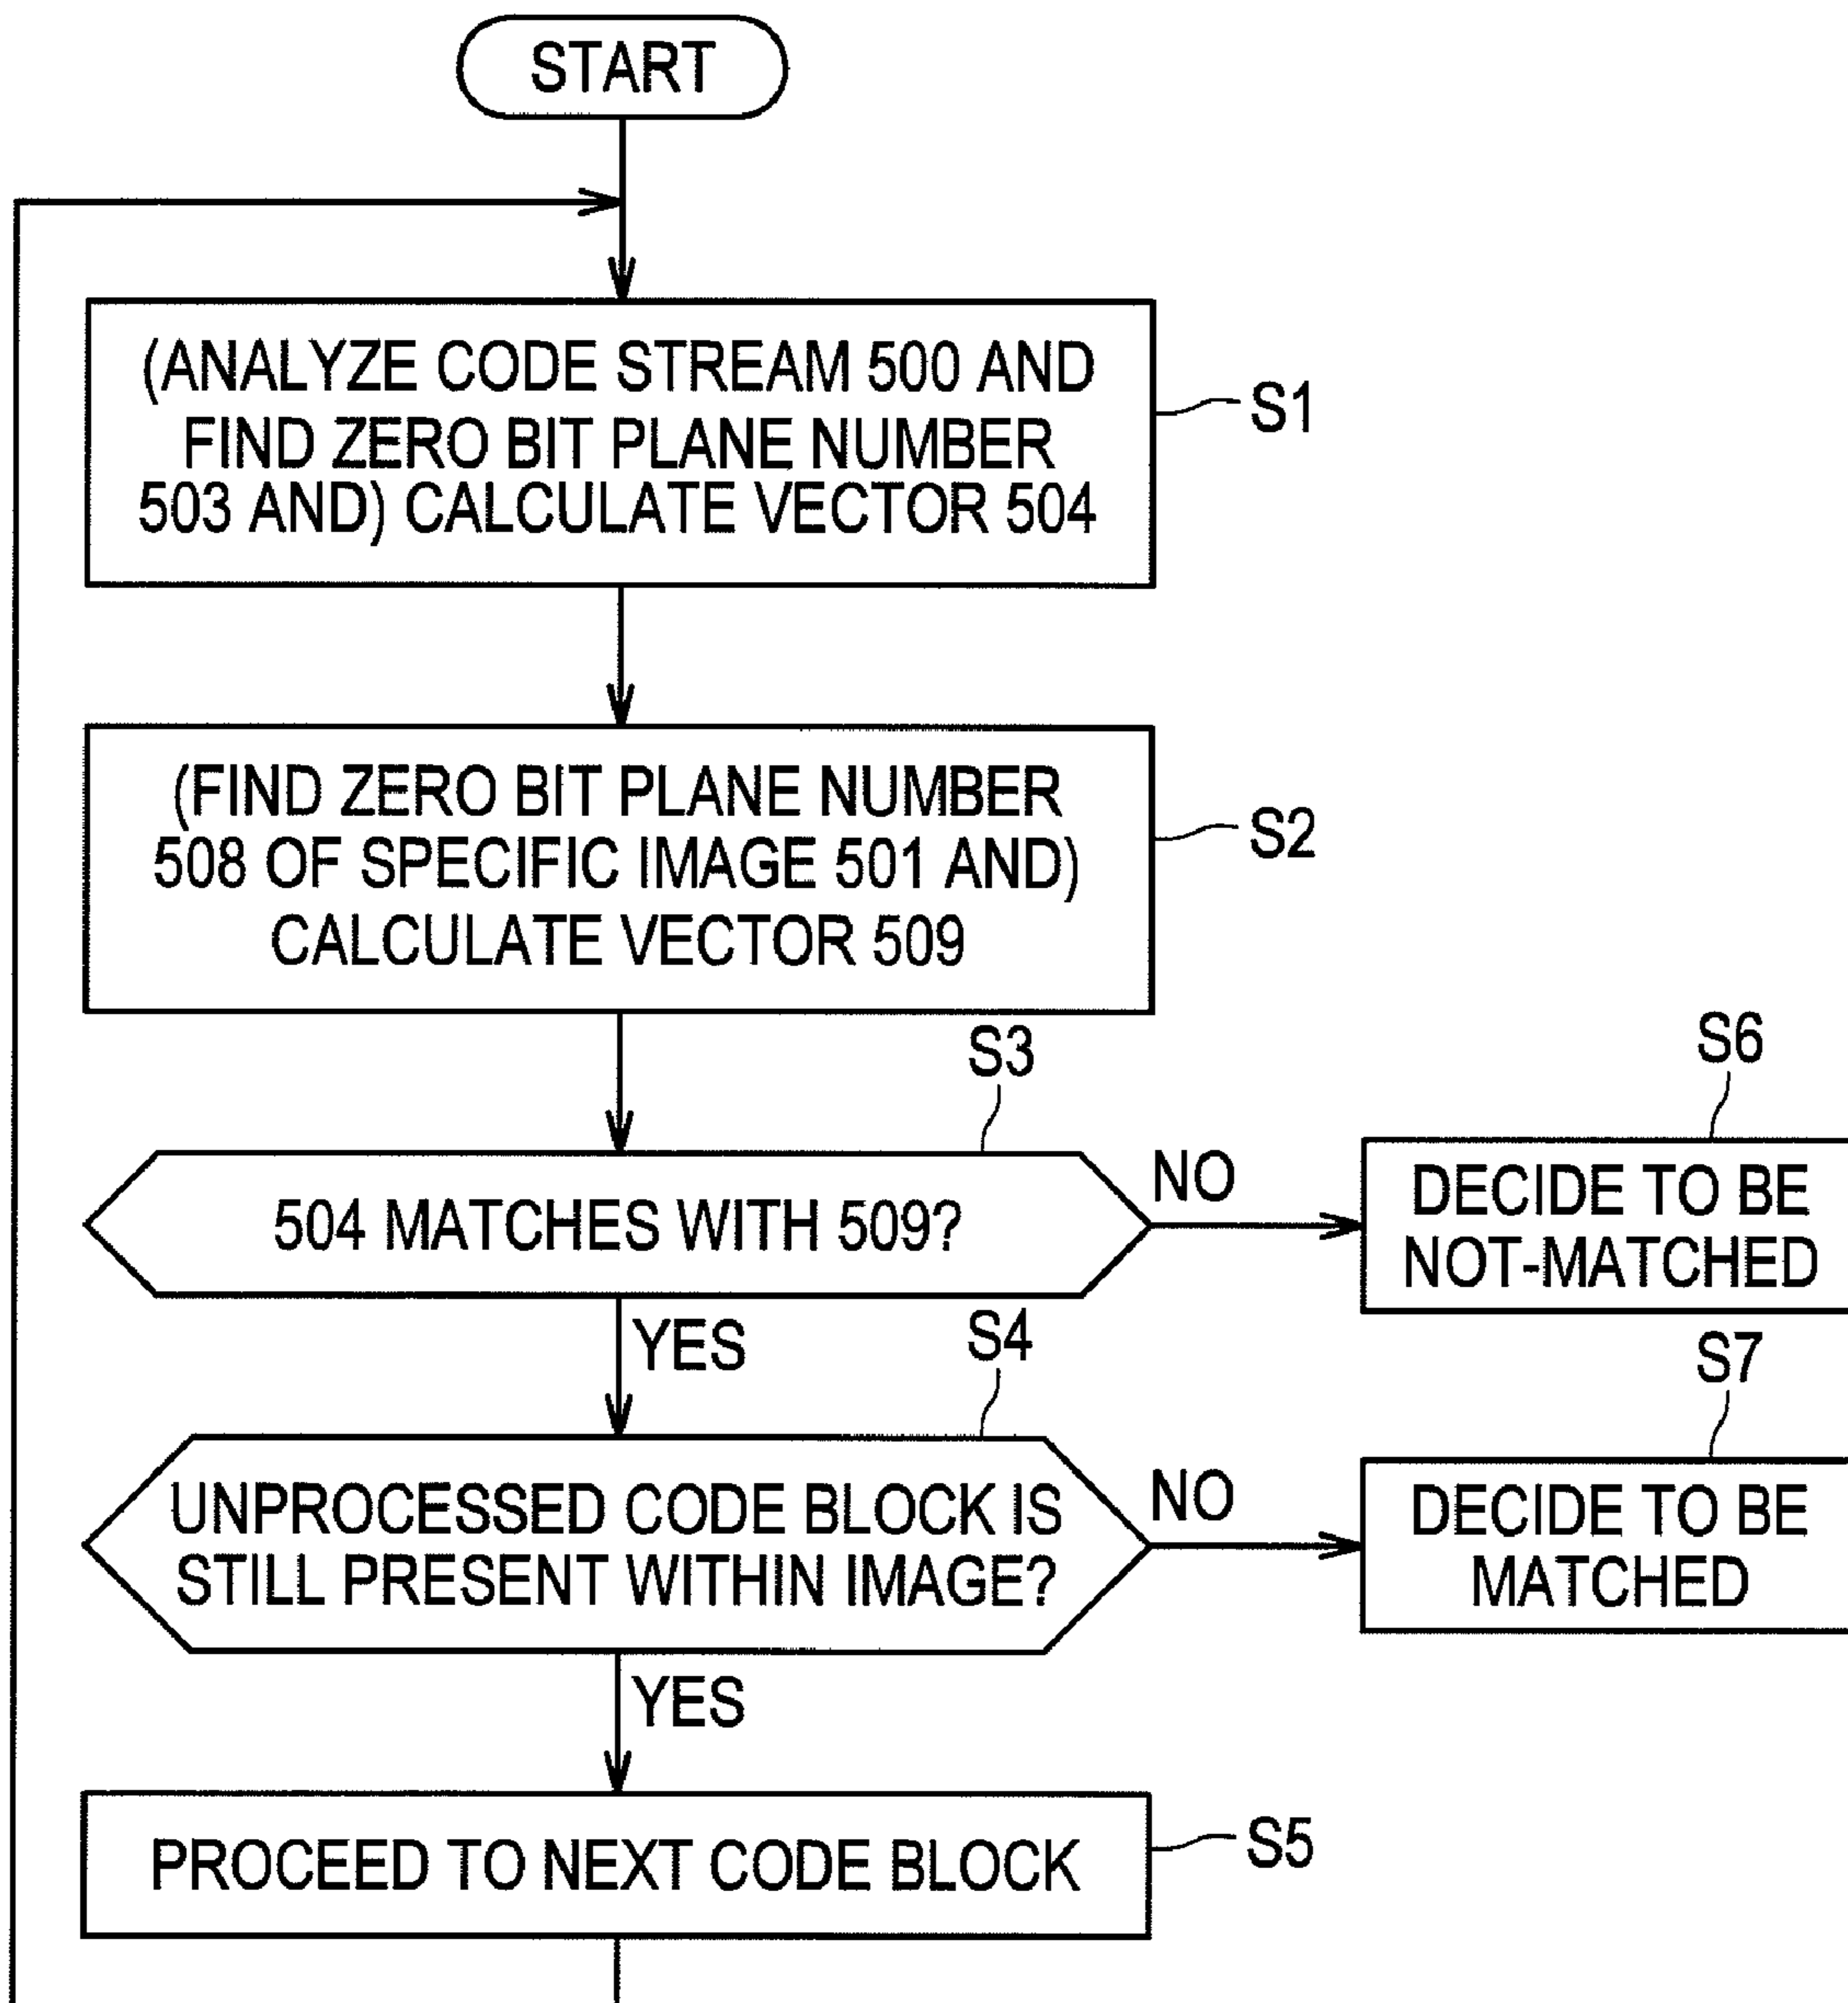 START
(ANALYZE CODE STREAM 500 AND
FIND ZERO BIT PLANE NUMBER
503 AND) CALCULATE VECTOR 504
S1
(FIND ZERO BIT PLANE NUMBER
508 OF SPECIFIC IMAGE 501 AND)
CALCULATE VECTOR 509
S2
S3
504 MATCHES WITH 509?
NO
S6
DECIDE TO BE
NOT-MATCHED
YES
S4
UNPROCESSED CODE BLOCK IS
STILL PRESENT WITHIN IMAGE?
NO
S7
DECIDE TO BE
MATCHED
YES
PROCEED TO NEXT CODE BLOCK
S5